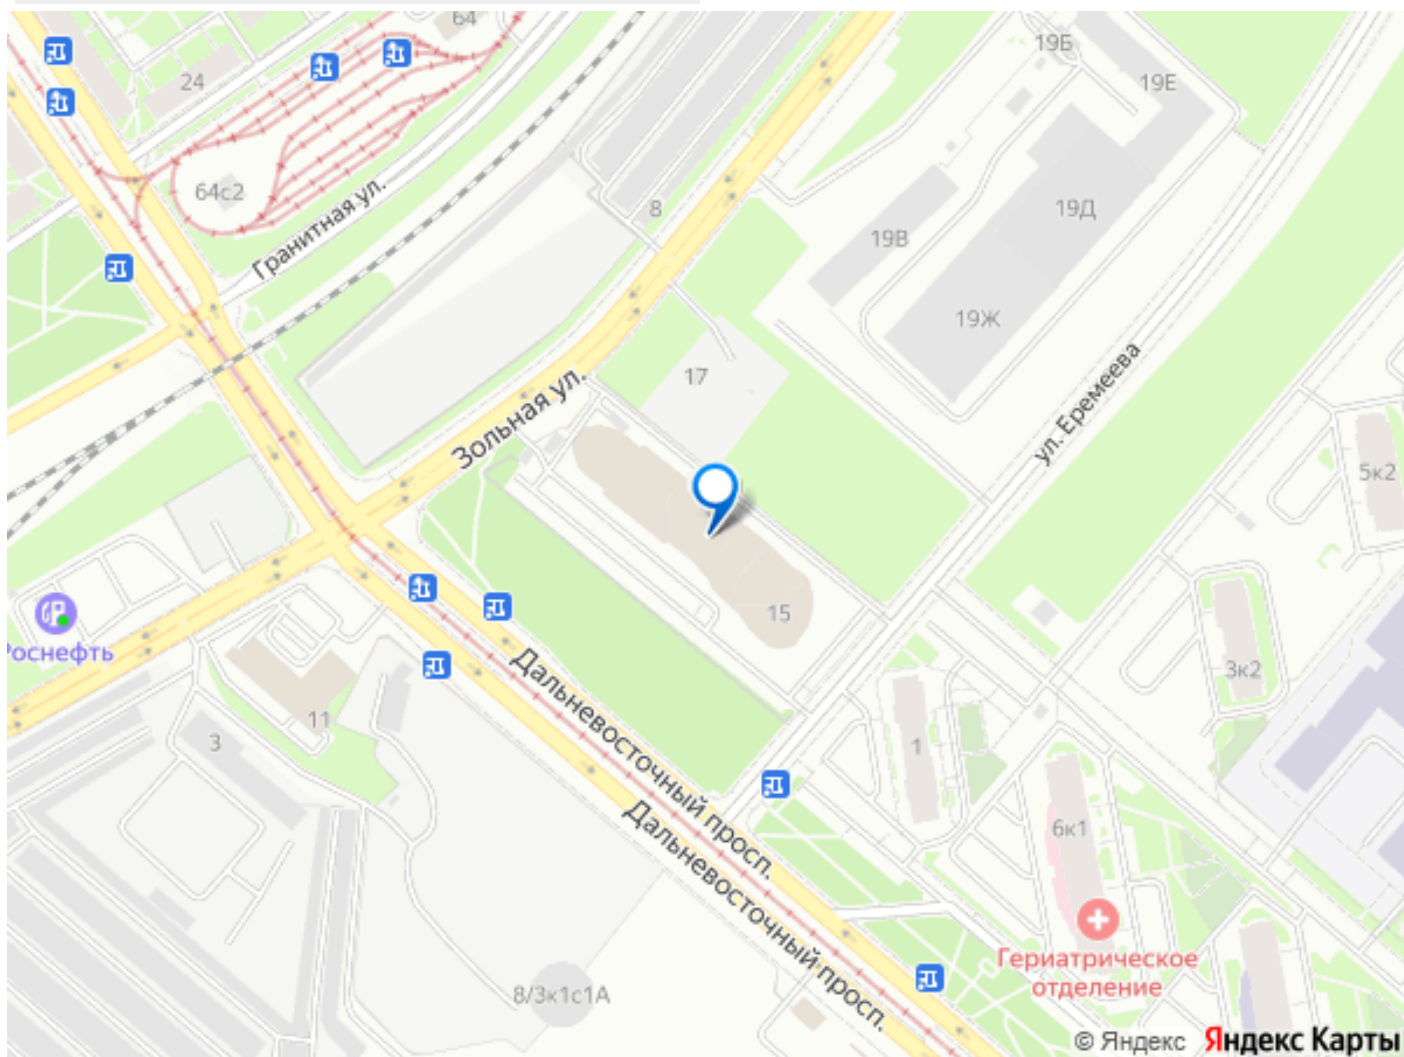 64
24
19Б
19Е
64с2
8
Гранитная ул.
19Д
19В
19Ж
17
ул. Еремеева
Зольная ул.
5к2
15
3к2
Роснефть
11
3
1
Дальневосточный просп.
Дальневосточный просп.
6к1
Гериатрическое
отделение
8/3к1с1А
© Яндекс Яндекс Карты